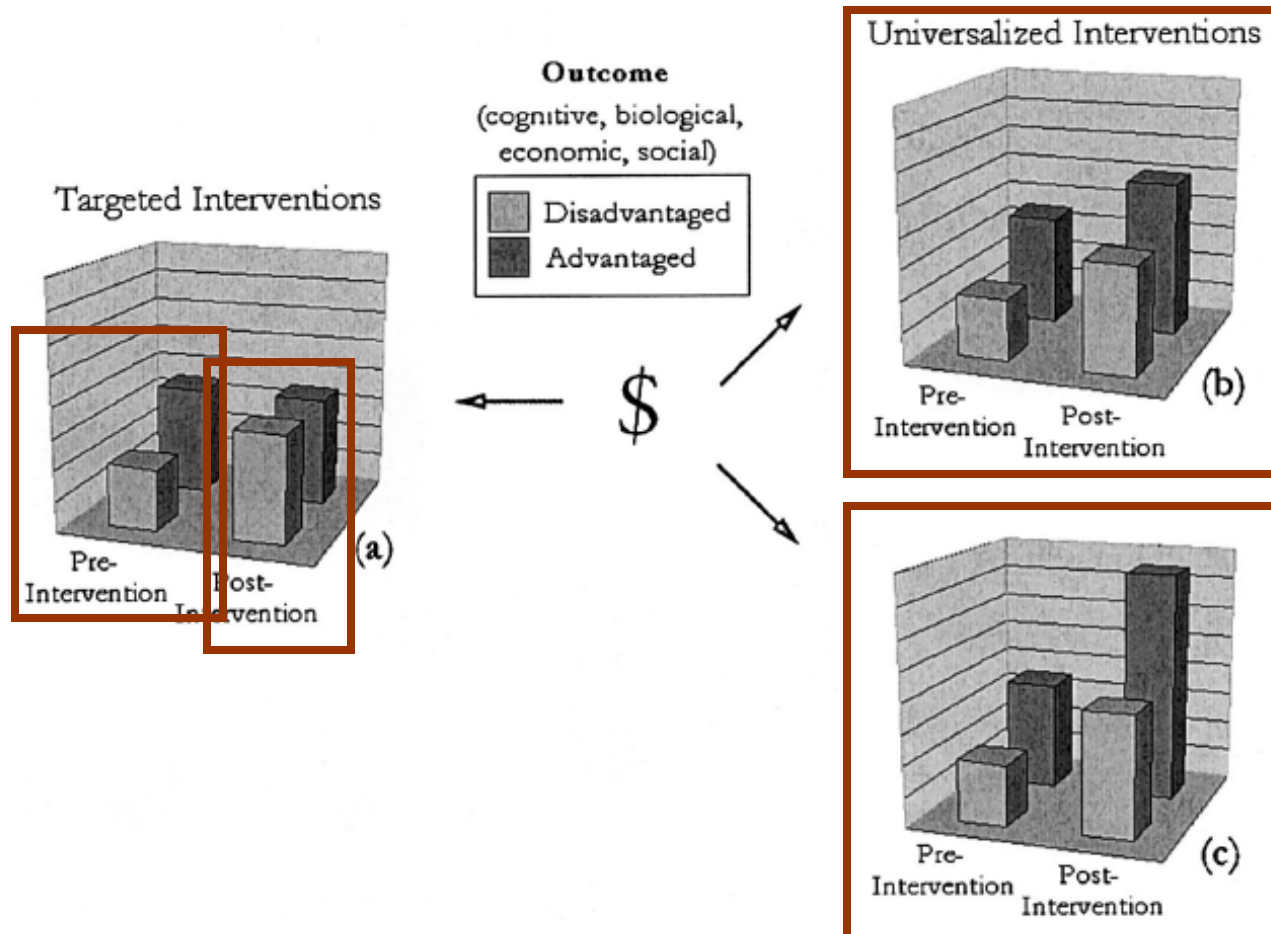 Universalized Interventions
Outcome
(cognitive, biological,
economic, social)
Disadvantaged
Advantaged
Targeted Interventions
$
Pre-
Intervention
Post-
Intervention
(a)
Pre-
Intervention
Post-
Intervention
(b)
Pre-
Intervention
Post-
Intervention
(c)